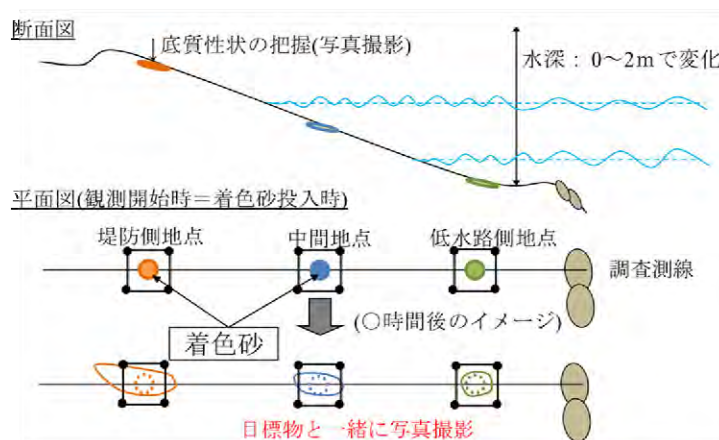 断面図
底質性状の把握(写真撮影)
水深：0～2mで変化
平面図(観測開始時＝着色砂投入時)
堤防側地点
中間地点
低水路側地点
調査測線
着色砂
(○時間後のイメージ)
目標物と一緒に写真撮影